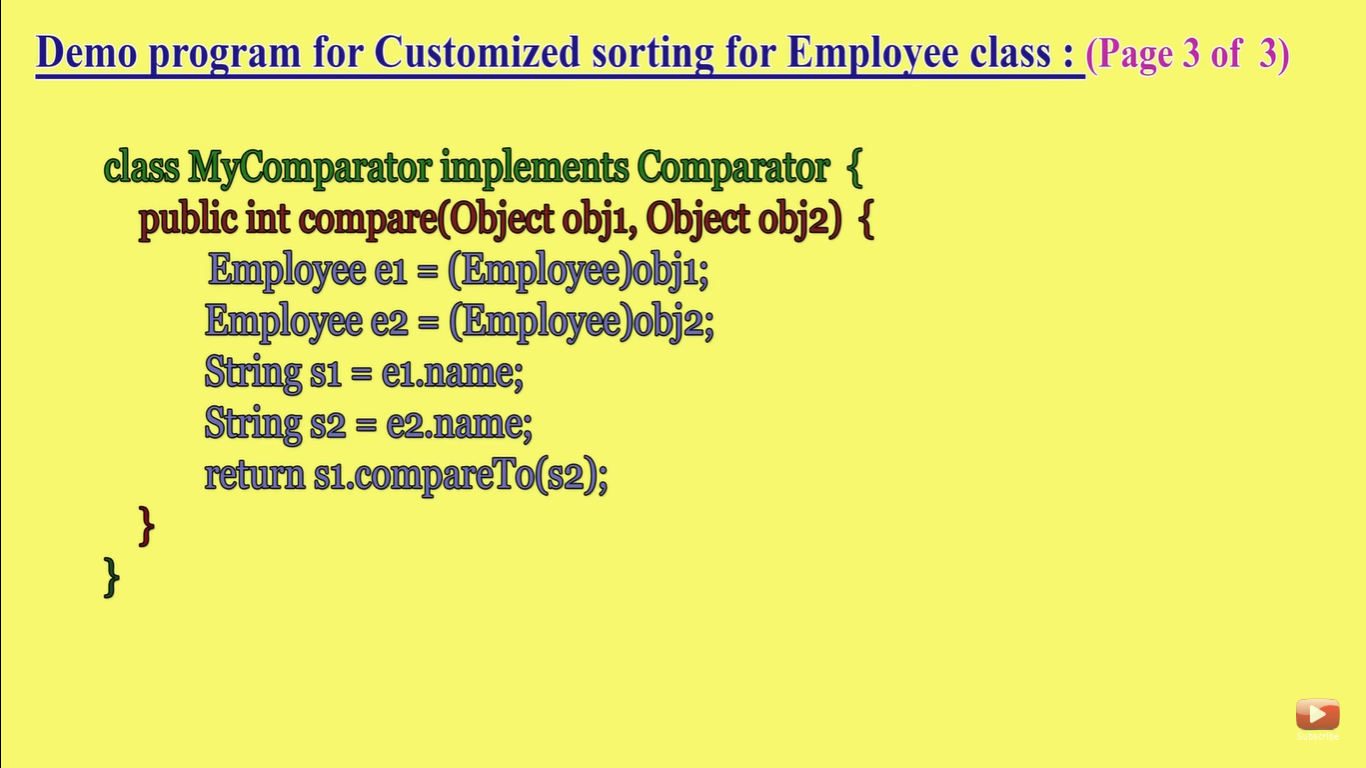 Demo program for Customized sorting for Employee class : (Page 3 of 3)
class MyComparator implements Comparator {
public int compare(Object obj1, Object obj2) {
Employee e1 = (Employee)obj1;
Employee e2 = (Employee)obj2;
String s1 = e1.name;
String s2 = e2.name;
return s1.compareTo(s2);
}
}
Subscribe